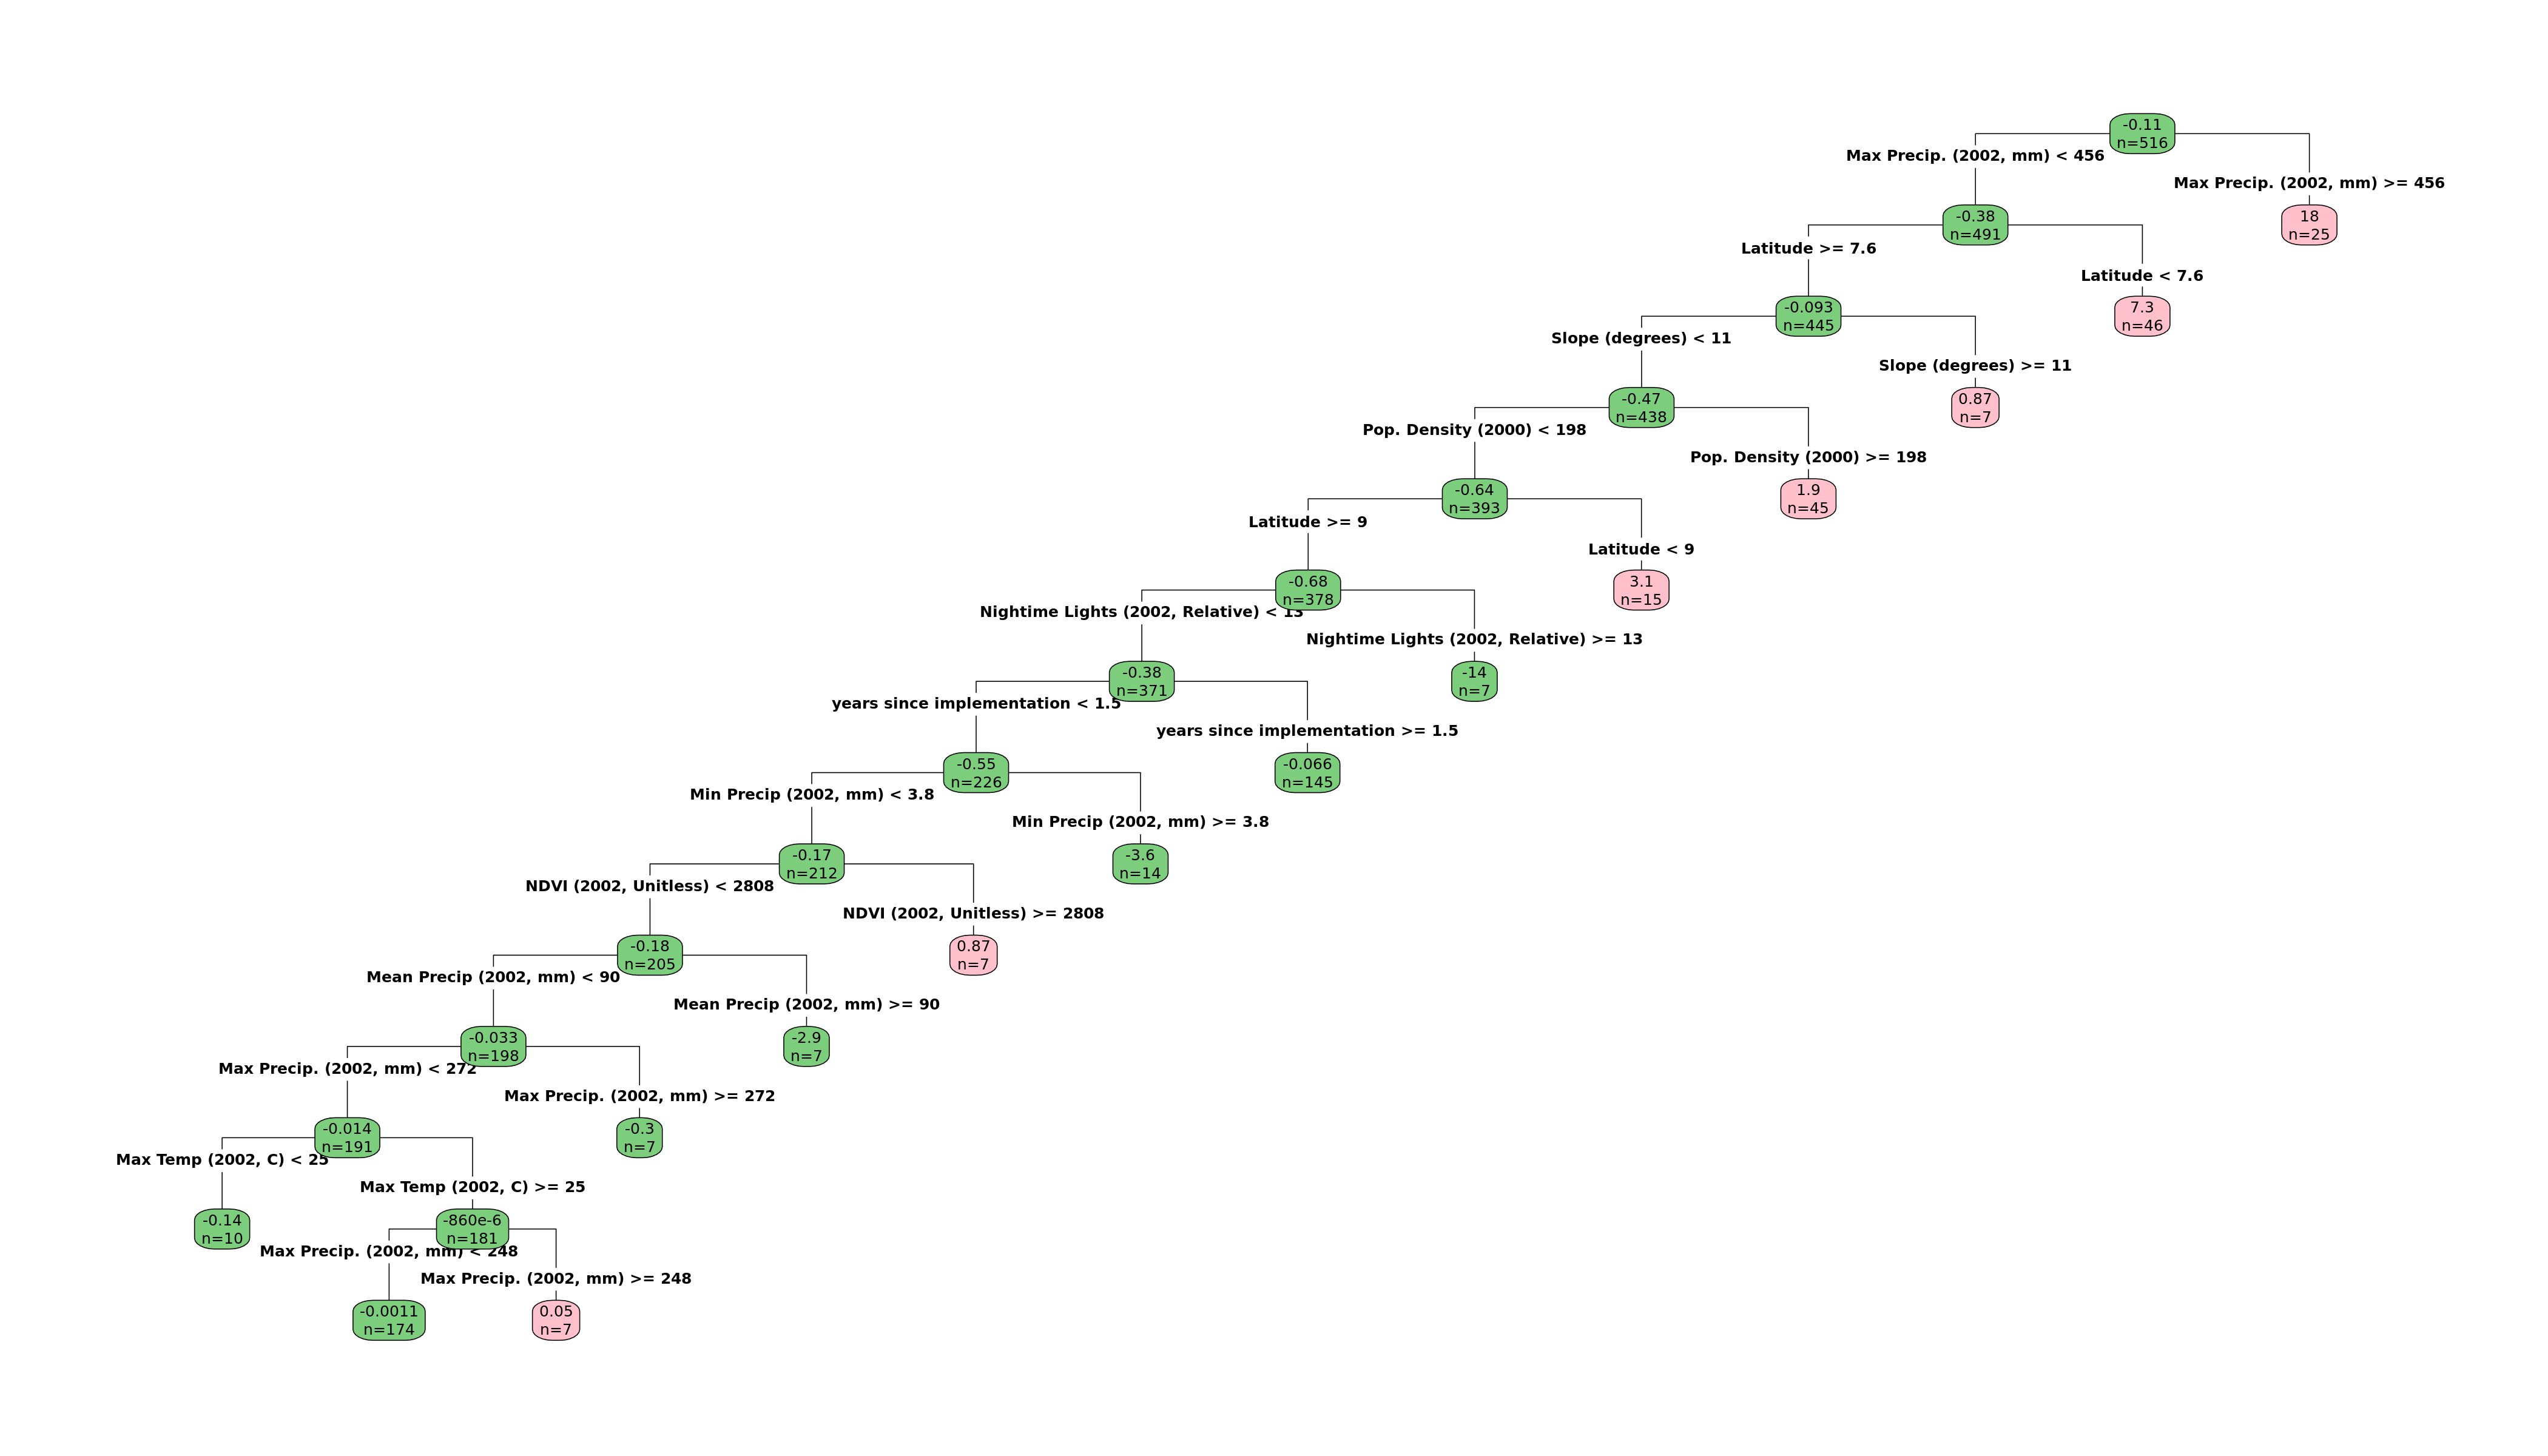 -0.11
n=516
Max Precip. (2002, mm) < 456
Max Precip. (2002, mm) >= 456
-0.38
n=491
18
n=25
Latitude >= 7.6
Latitude < 7.6
-0.093
n=445
7.3
n=46
Slope (degrees) < 11
Slope (degrees) >= 11
-0.47
n=438
0.87
n=7
Pop. Density (2000) < 198
Pop. Density (2000) >= 198
-0.64
n=393
1.9
n=45
Latitude >= 9
Latitude < 9
-0.68
n=378
3.1
n=15
Nightime Lights (2002, Relative) < 13
Nightime Lights (2002, Relative) >= 13
-0.38
n=371
-14
n=7
years since implementation < 1.5
years since implementation >= 1.5
-0.55
n=226
-0.066
n=145
Min Precip (2002, mm) < 3.8
Min Precip (2002, mm) >= 3.8
-0.17
n=212
-3.6
n=14
NDVI (2002, Unitless) < 2808
NDVI (2002, Unitless) >= 2808
-0.18
n=205
0.87
n=7
Mean Precip (2002, mm) < 90
Mean Precip (2002, mm) >= 90
-0.033
n=198
-2.9
n=7
Max Precip. (2002, mm) < 272
Max Precip. (2002, mm) >= 272
-0.014
n=191
-0.3
n=7
Max Temp (2002, C) < 25
Max Temp (2002, C) >= 25
-0.14
n=10
-860e-6
n=181
Max Precip. (2002, mm) < 248
Max Precip. (2002, mm) >= 248
-0.0011
n=174
0.05
n=7